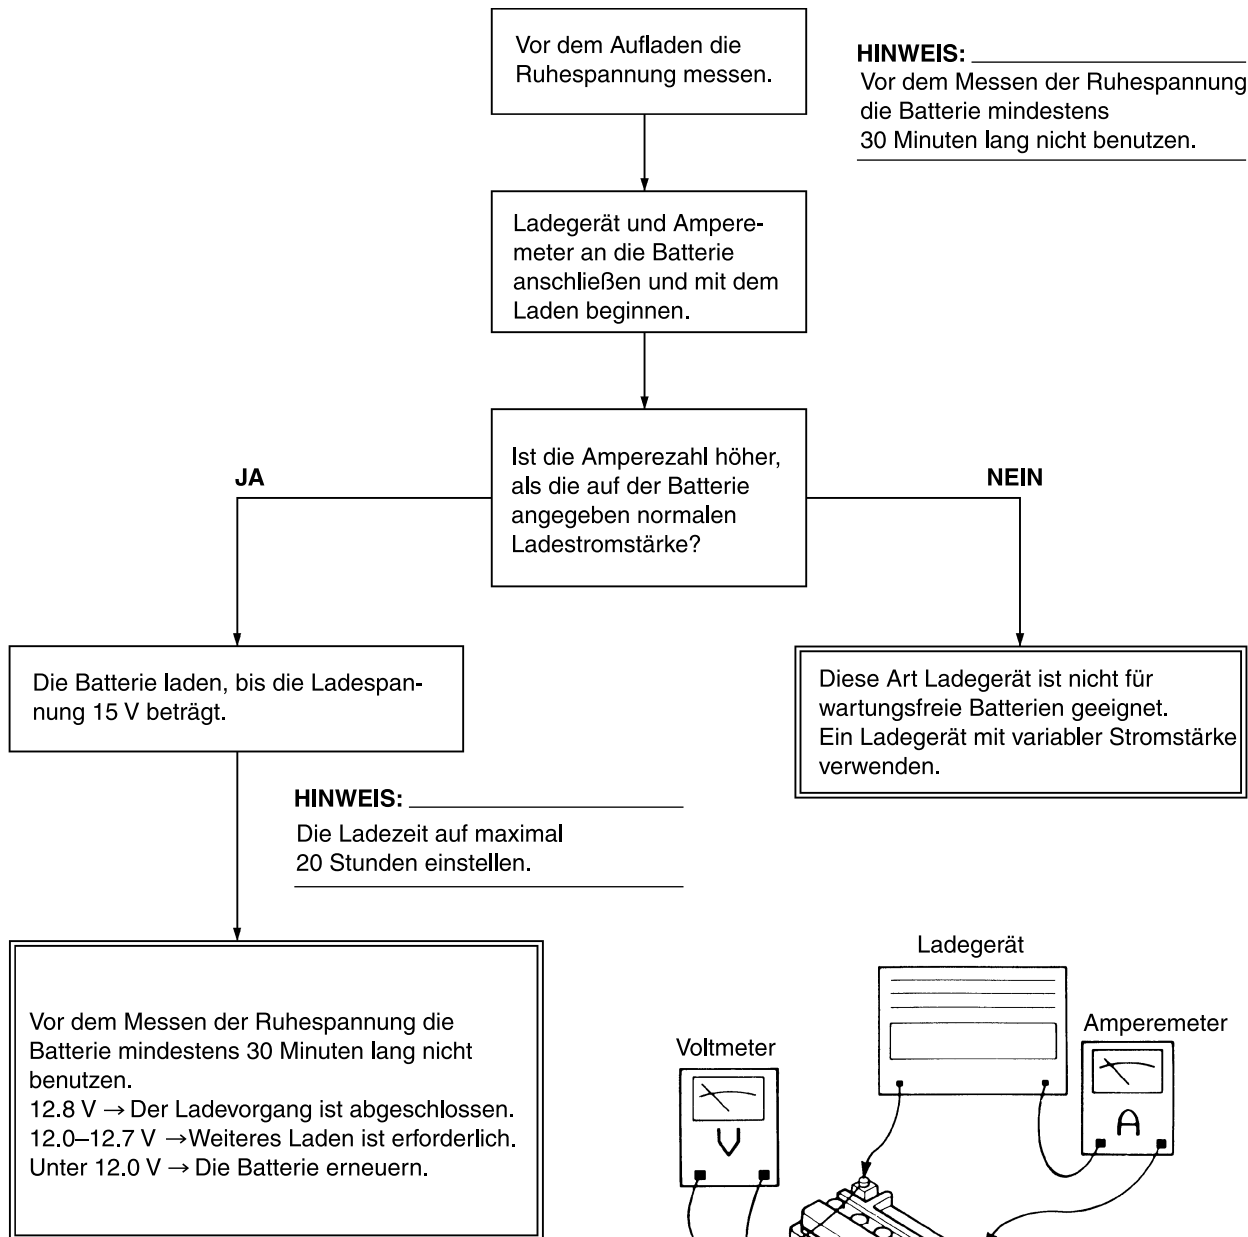 Vor dem Aufladen die
Ruhespannung messen.
HINWEIS:
Vor dem Messen der Ruhespannung
die Batterie mindestens
30 Minuten lang nicht benutzen.
Ladegerät und Ampere-
meter an die Batterie
anschließen und mit dem
Laden beginnen.
Ist die Amperezahl höher,
als die auf der Batterie
angegeben normalen
Ladestromstärke?
JA
NEIN
Die Batterie laden, bis die Ladespan-
nung 15 V beträgt.
Diese Art Ladegerät ist nicht für
wartungsfreie Batterien geeignet.
Ein Ladegerät mit variabler Stromstärke
verwenden.
HINWEIS:
Die Ladezeit auf maximal
20 Stunden einstellen.
Vor dem Messen der Ruhespannung die
Batterie mindestens 30 Minuten lang nicht
benutzen.
12.8 V → Der Ladevorgang ist abgeschlossen.
12.0–12.7 V → Weiteres Laden ist erforderlich.
Unter 12.0 V → Die Batterie erneuern.
Ladegerät
Amperemeter
Voltmeter
V
A